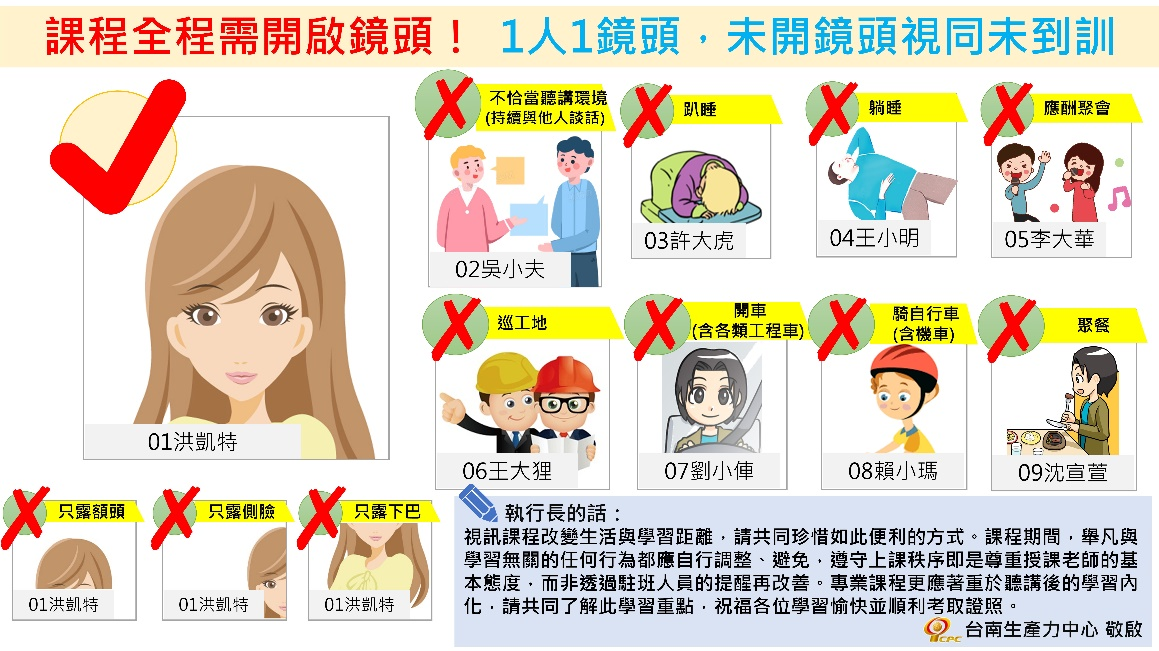 課程全程需開啟鏡頭！ 1人1鏡頭，未開鏡頭視同未到訓
01洪凱特
不恰當聽講環境
(持續與他人談話)
02吳小夫
趴睡
03許大虎
躺睡
04王小明
應酬聚會
05李大華
巡工地
06王大狸
開車
(含各類工程車)
07劉小俥
騎自行車
(含機車)
08賴小瑪
聚餐
09沈宣萱
只露額頭
01洪凱特
只露側臉
01洪凱特
只露下巴
01洪凱特
執行長的話：
視訊課程改變生活與學習距離，請共同珍惜如此便利的方式。課程期間，舉凡與
學習無關的任何行為都應自行調整、避免，遵守上課秩序即是尊重授課老師的基
本態度，而非透過駐班人員的提醒再改善。專業課程更應著重於聽講後的學習內
化，請共同了解此學習重點，祝福各位學習愉快並順利考取證照。
CPC 台南生產力中心 敬啟